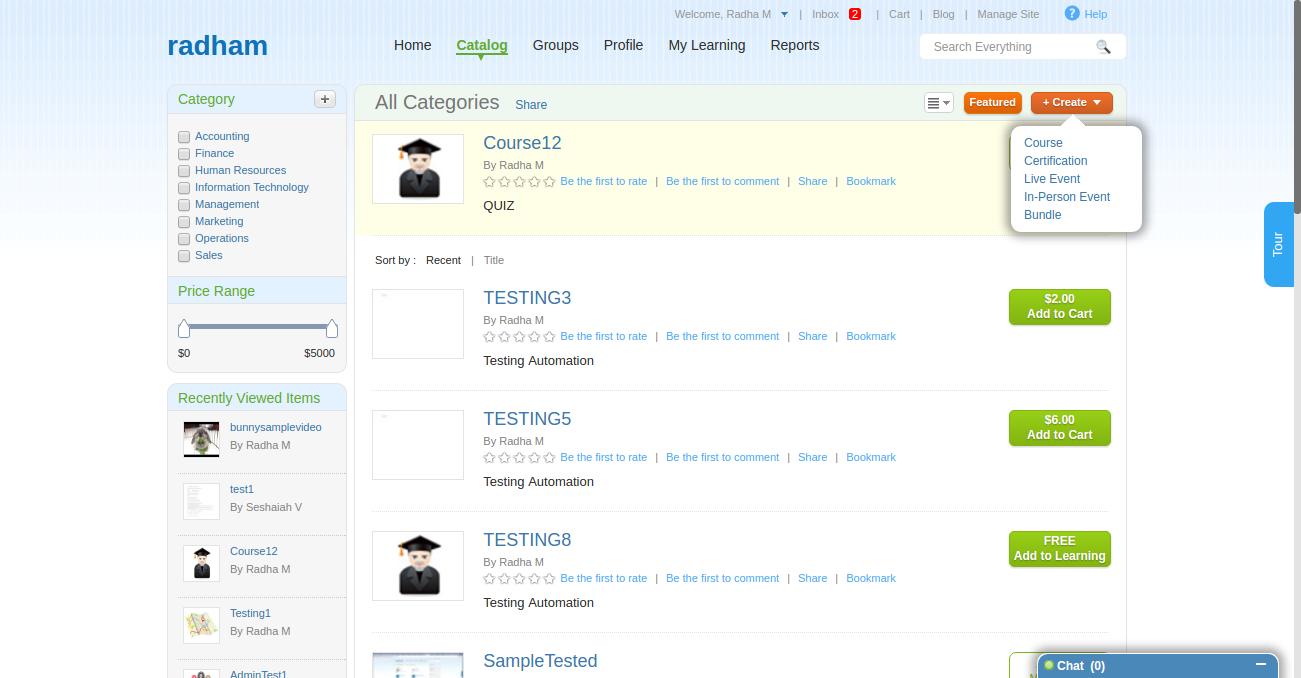 Welcome, Radha M | Inbox 2 | Cart | Blog | Manage Site ? Help
radham
Home Catalog Groups Profile My Learning Reports
Search Everything
Category +
Accounting
Finance
Human Resources
Information Technology
Management
Marketing
Operations
Sales
Price Range
$0 $5000
Recently Viewed Items
bunnysamplevideo
By Radha M
test1
By Seshaiah V
Course12
By Radha M
Testing1
By Radha M
AdminTest1
All Categories Share
Featured + Create
Course
Certification
Live Event
In-Person Event
Bundle
Course12
By Radha M
Be the first to rate | Be the first to comment | Share | Bookmark
QUIZ
Sort by : Recent | Title
TESTING3
By Radha M
Be the first to rate | Be the first to comment | Share | Bookmark
Testing Automation
$2.00
Add to Cart
TESTING5
By Radha M
Be the first to rate | Be the first to comment | Share | Bookmark
Testing Automation
$6.00
Add to Cart
TESTING8
By Radha M
Be the first to rate | Be the first to comment | Share | Bookmark
Testing Automation
FREE
Add to Learning
SampleTested
Tour
Chat (0)